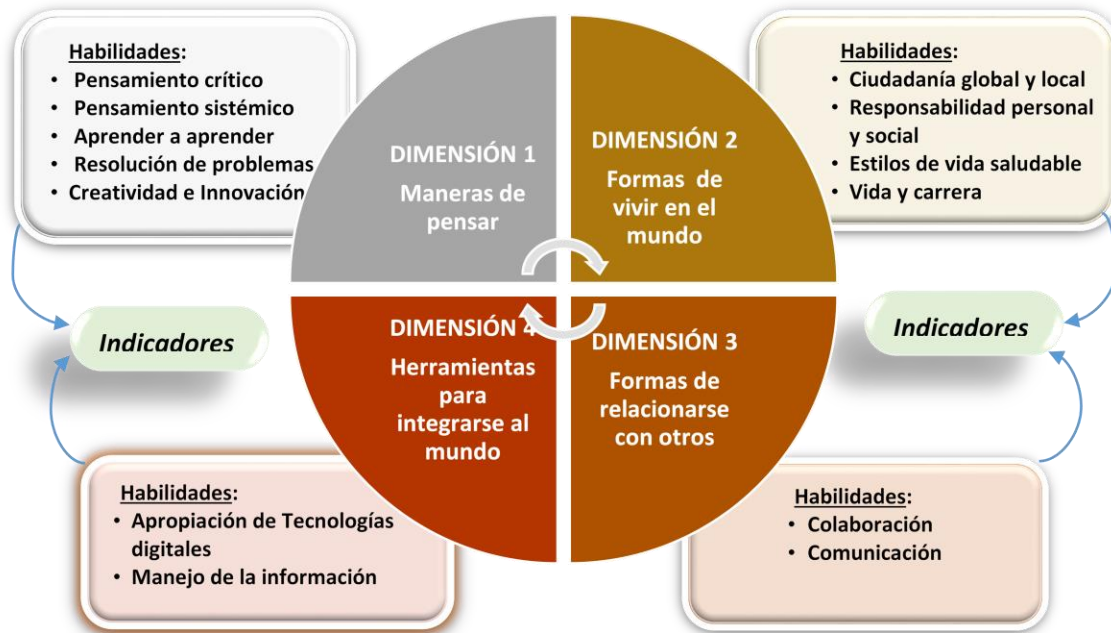 Habilidades:
• Pensamiento crítico
• Pensamiento sistémico
• Aprender a aprender
• Resolución de problemas
• Creatividad e Innovación
DIMENSIÓN 1
Maneras de
pensar
DIMENSIÓN 2
Formas de
vivir en el
mundo
Habilidades:
• Ciudadanía global y local
• Responsabilidad personal
y social
• Estilos de vida saludable
• Vida y carrera
Indicadores
Indicadores
DIMENSIÓN 4
Herramientas
para
integrarse al
mundo
DIMENSIÓN 3
Formas de
relacionarse
con otros
Habilidades:
• Apropiación de Tecnologías
digitales
• Manejo de la información
Habilidades:
• Colaboración
• Comunicación